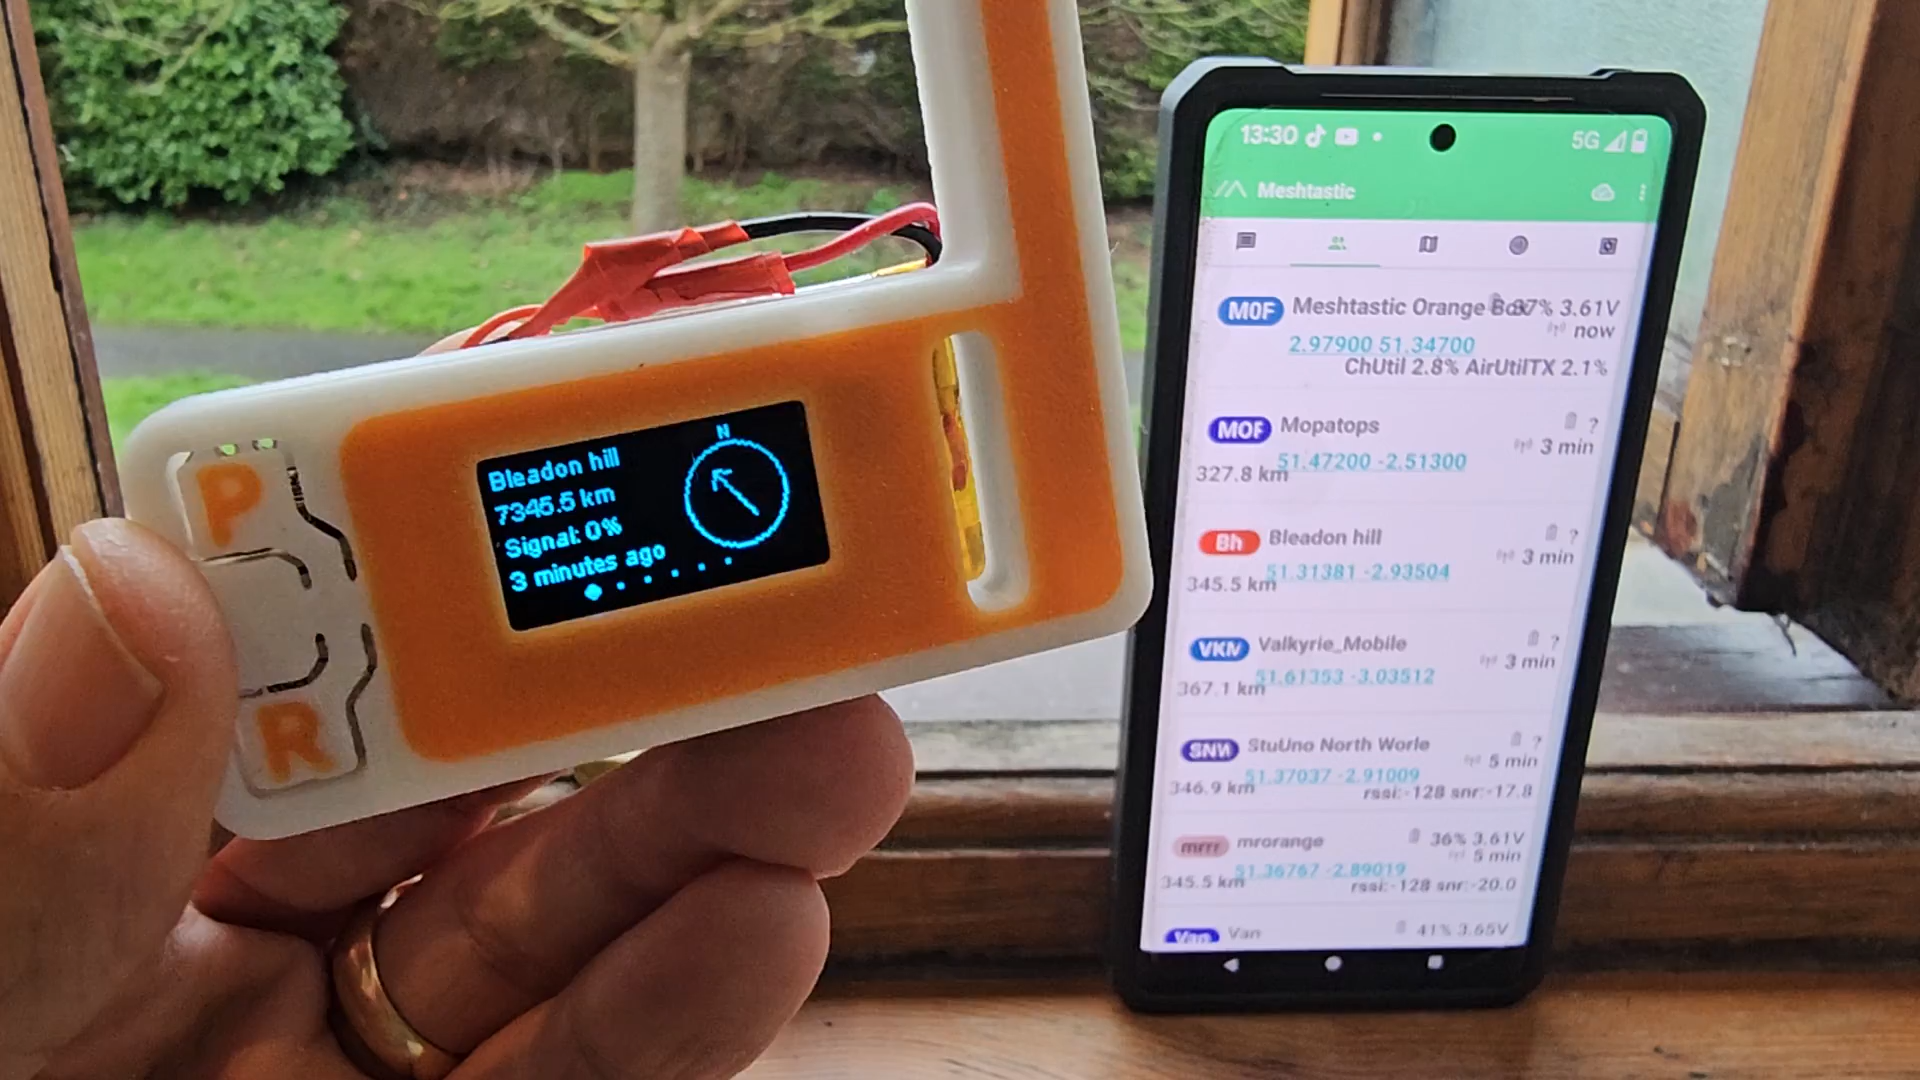 P
R
N
Bleadon hill
7345.5 km
Signal: 0%
3 minutes ago
13:30
5G
Meshtastic
M0F Meshtastic Orange Box 37% 3.61V
now
2.97900 51.34700
ChUtil 2.8% AirUtilTX 2.1%
MOF Mopatops ?
3 min
51.47200 -2.51300
327.8 km
Bh Bleadon hill ?
3 min
51.31381 -2.93504
345.5 km
VKM Valkyrie_Mobile ?
3 min
51.61353 -3.03512
367.1 km
SNW StuUno North Worle ?
5 min
51.37037 -2.91009
346.9 km rssi:-128 snr:-17.8
mrrr mrorange 36% 3.61V
5 min
51.36767 -2.89019
345.5 km rssi:-128 snr:-20.0
Van Van 41% 3.65V